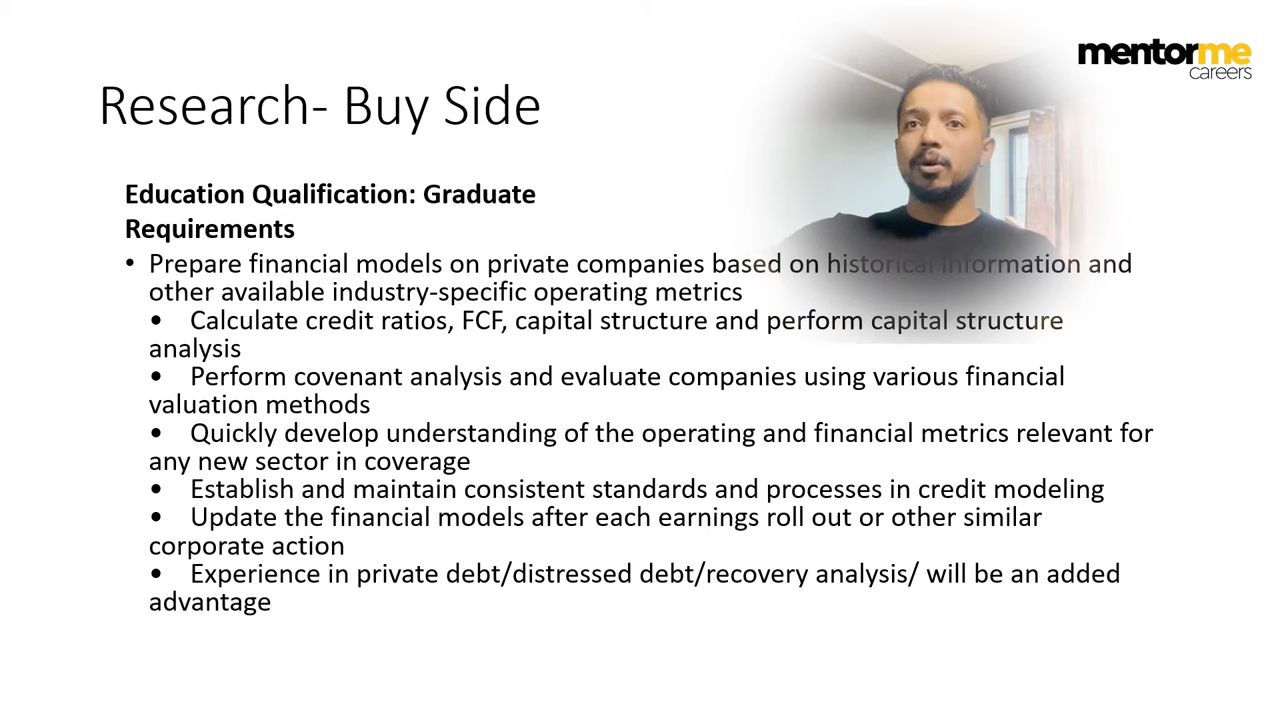 mentorme
careers
Research- Buy Side
Education Qualification: Graduate
Requirements
• Prepare financial models on private companies based on historical information and
other available industry-specific operating metrics
• Calculate credit ratios, FCF, capital structure and perform capital structure
analysis
• Perform covenant analysis and evaluate companies using various financial
valuation methods
• Quickly develop understanding of the operating and financial metrics relevant for
any new sector in coverage
• Establish and maintain consistent standards and processes in credit modeling
• Update the financial models after each earnings roll out or other similar
corporate action
• Experience in private debt/distressed debt/recovery analysis/ will be an added
advantage